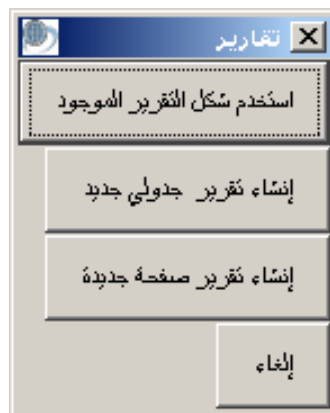 تقارير
استخدم شكل التقرير الموجود
إنشاء تقرير جدولي جديد
إنشاء تقرير صفحة جديدة
إلغاء